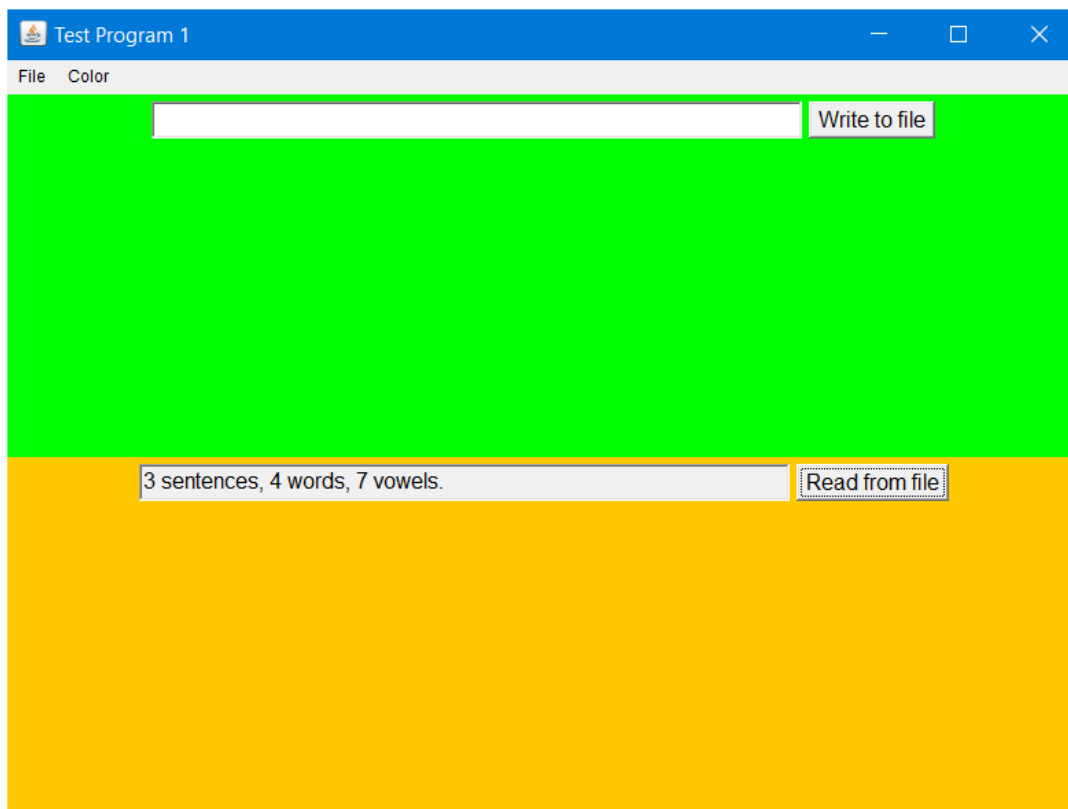 Test Program 1
File Color
Write to file
3 sentences, 4 words, 7 vowels. Read from file